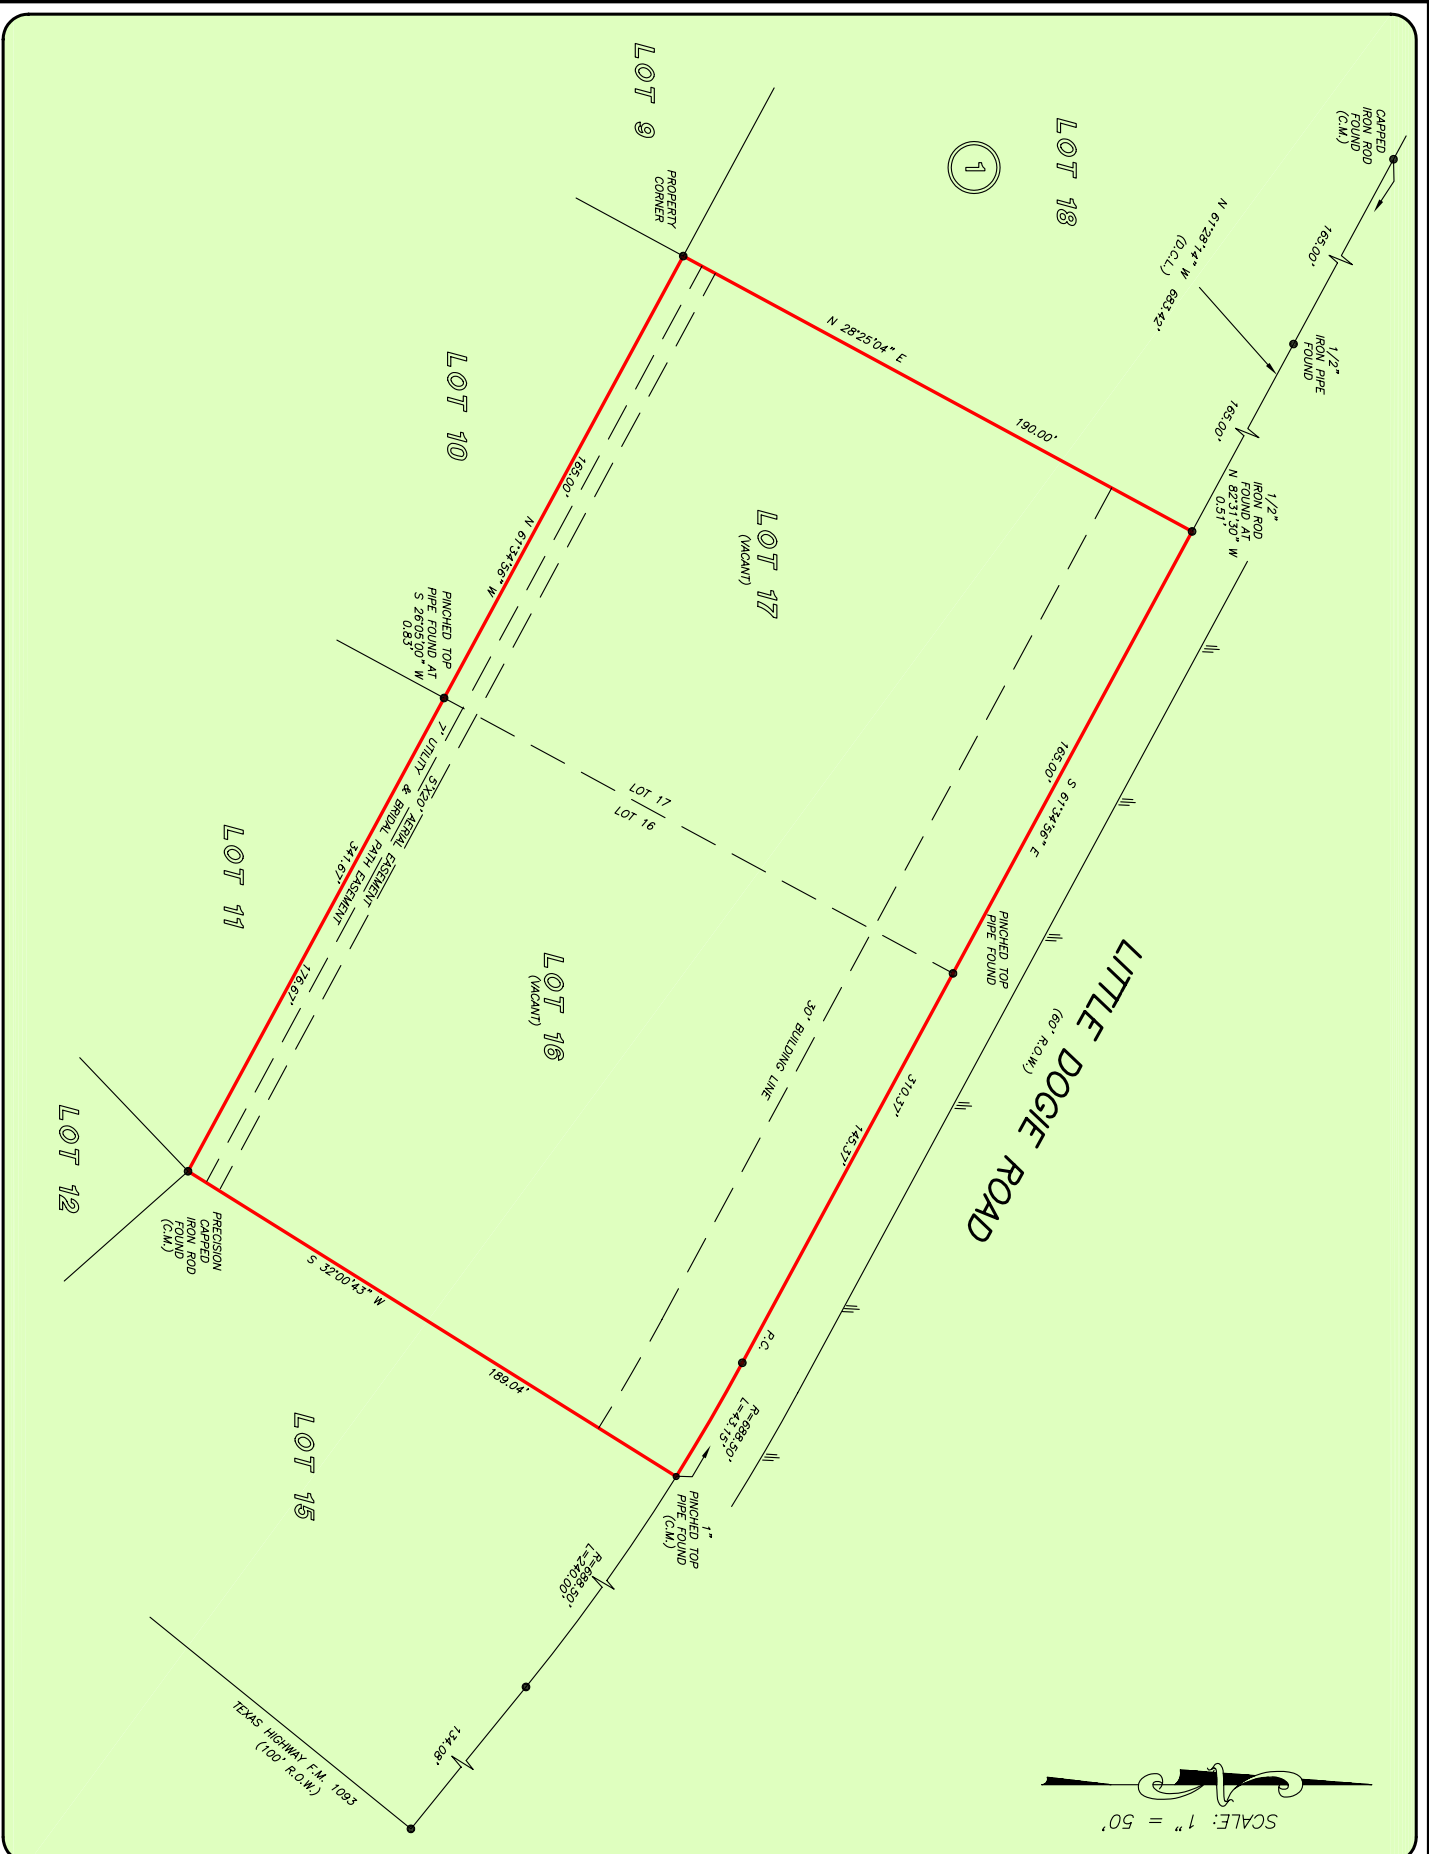 CAPPED
IRON ROD
FOUND
(C.M.)
165.00'
N 61°28'14" W 683.42'
(D.C.L.)
1/2"
IRON PIPE
FOUND
165.00'
1/2"
IRON ROD
FOUND AT
N 82°31'30" W
0.51'
LOT 18
1
LOT 9
PROPERTY
CORNER
N 28°25'04" E
190.00'
LOT 10
165.00'
N 61°34'56" W
LOT 17
(VACANT)
PINCHED TOP
PIPE FOUND AT
S 26°05'00" W
0.83'
165.00'
S 61°34'56" E
LOT 17
LOT 16
5'X20' AERIAL EASEMENT
7' UTILITY & BRIDAL PATH EASEMENT
341.67'
176.67'
LOT 11
PINCHED TOP
PIPE FOUND
LITTLE DOGIE ROAD
(60' R.O.W.)
30' BUILDING LINE
310.37'
145.37'
LOT 16
(VACANT)
LOT 12
PRECISION
CAPPED
IRON ROD
FOUND
(C.M.)
S 32°00'43" W
189.04'
P.C.
R=688.50'
L=43.15'
LOT 15
1"
PINCHED TOP
PIPE FOUND
(C.M.)
R=688.50'
L=240.00'
134.08'
TEXAS HIGHWAY F.M. 1093
(100' R.O.W.)
SCALE: 1" = 50'